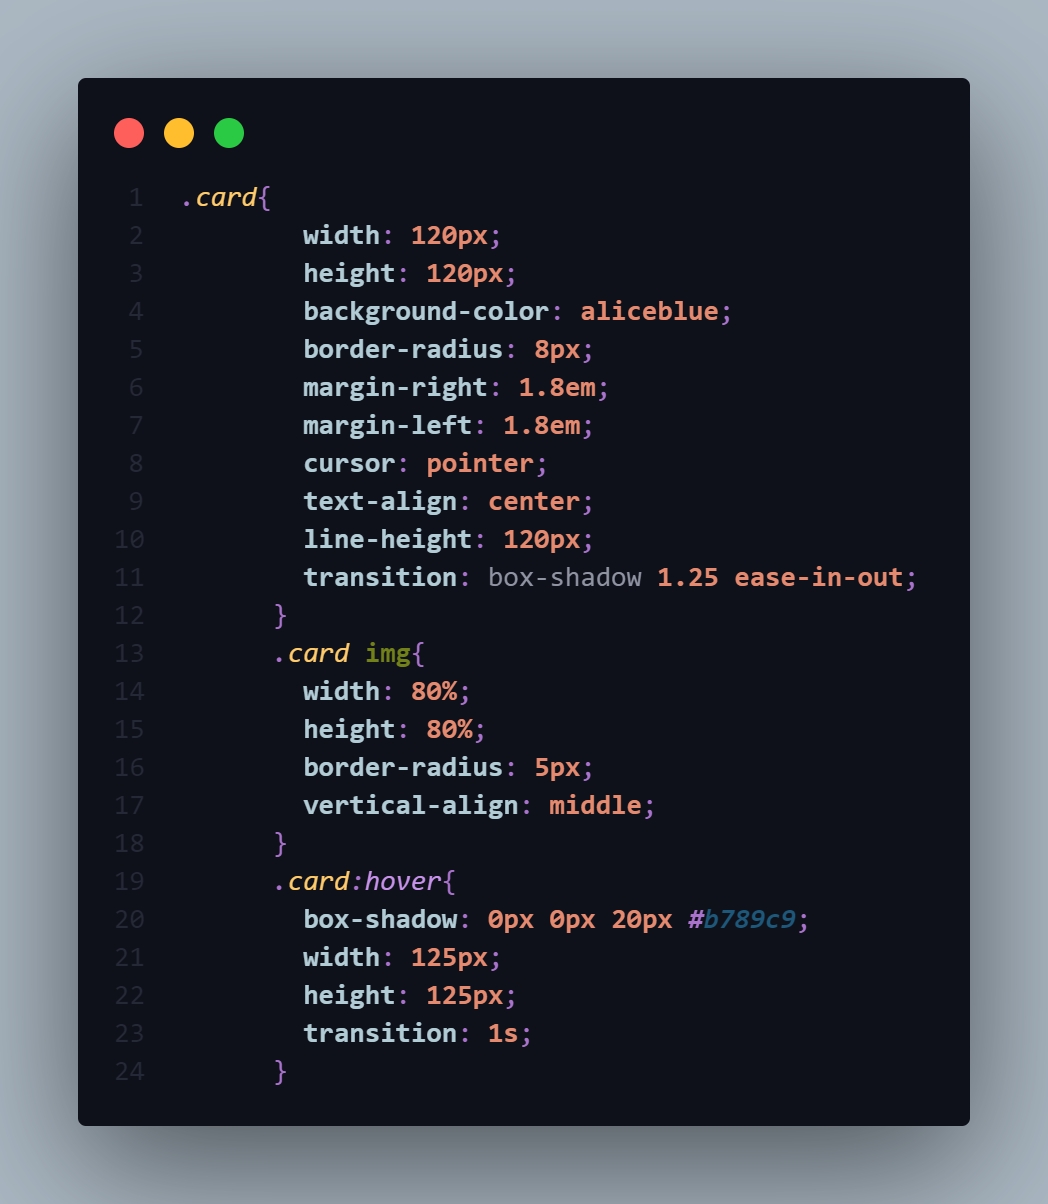 1 .card{
2 width: 120px;
3 height: 120px;
4 background-color: aliceblue;
5 border-radius: 8px;
6 margin-right: 1.8em;
7 margin-left: 1.8em;
8 cursor: pointer;
9 text-align: center;
10 line-height: 120px;
11 transition: box-shadow 1.25 ease-in-out;
12 }
13 .card img{
14 width: 80%;
15 height: 80%;
16 border-radius: 5px;
17 vertical-align: middle;
18 }
19 .card:hover{
20 box-shadow: 0px 0px 20px #b789c9;
21 width: 125px;
22 height: 125px;
23 transition: 1s;
24 }